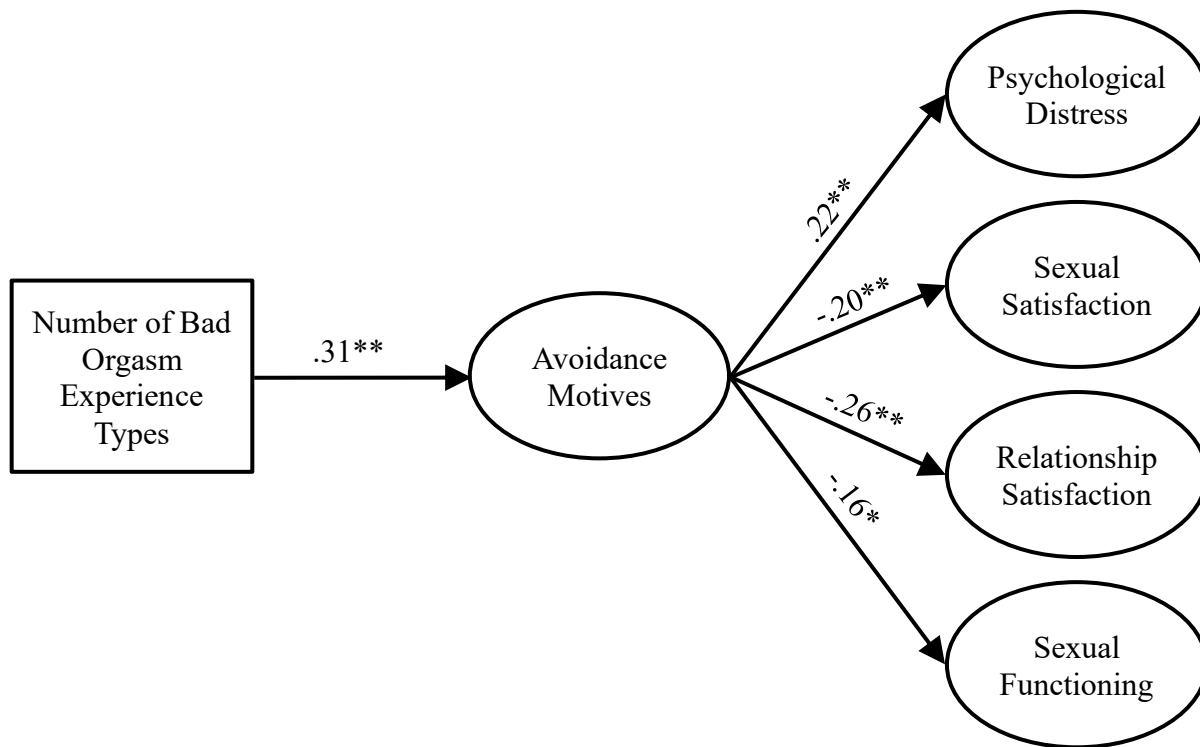 Number of Bad
Orgasm
Experience
Types
.31**
Avoidance
Motives
.22**
-.20**
-.26**
-.16*
Psychological
Distress
Sexual
Satisfaction
Relationship
Satisfaction
Sexual
Functioning